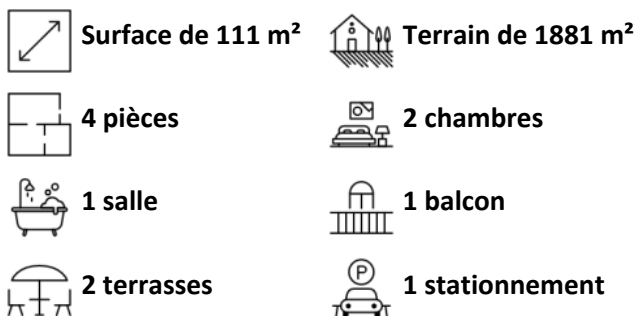 Surface de 111 m²
Terrain de 1881 m²
4 pièces
2 chambres
1 salle
1 balcon
2 terrasses
P
1 stationnement